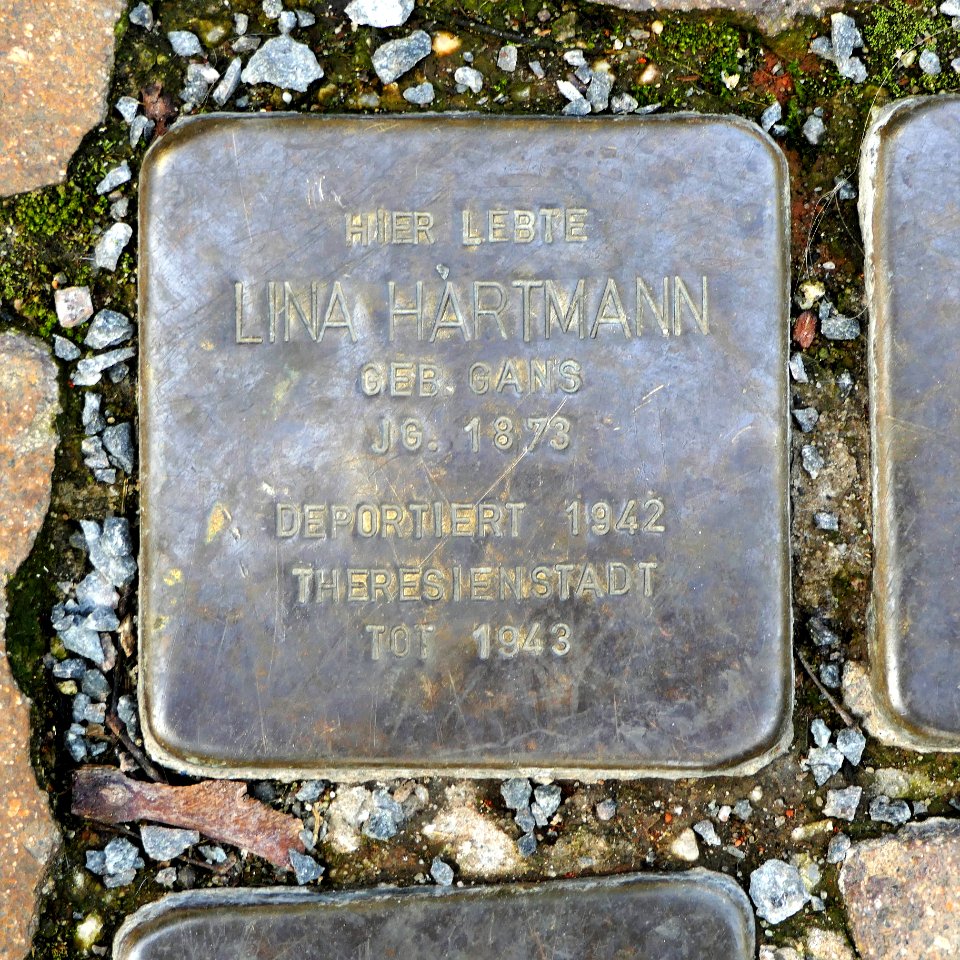 HIER LEBTE
LINA HARTMANN
GEB. GANS
JG. 1873
DEPORTIERT 1942
THERESIENSTADT
TOT 1943